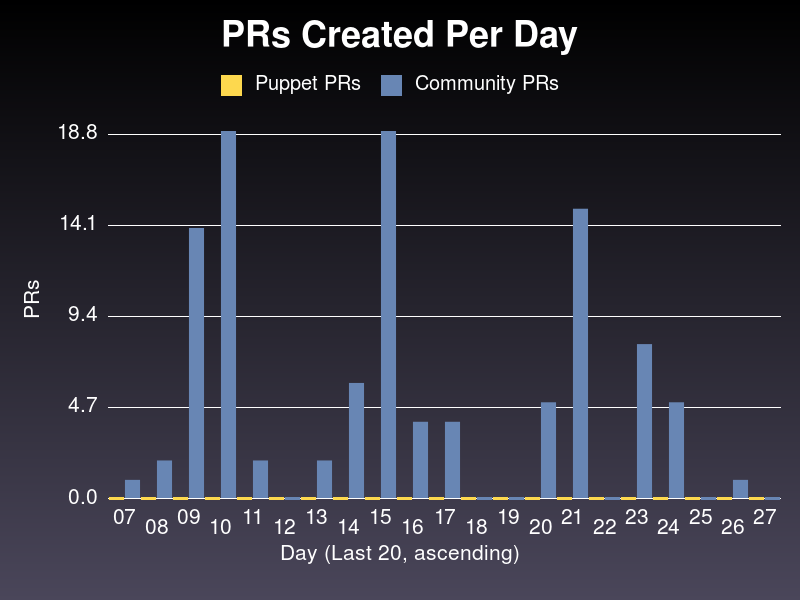 PRs Created Per Day
Puppet PRs Community PRs
18.8
14.1
9.4
4.7
0.0
PRs
07 08 09 10 11 12 13 14 15 16 17 18 19 20 21 22 23 24 25 26 27
Day (Last 20, ascending)